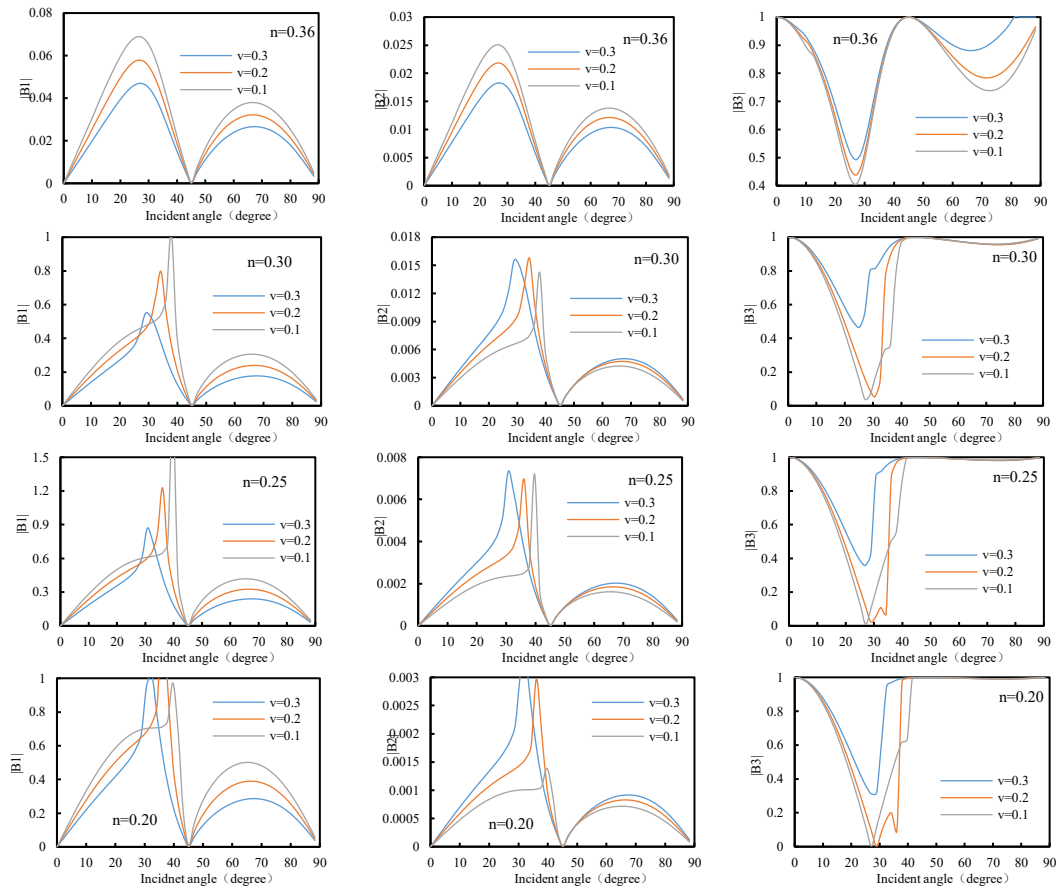 0.08
0.06
0.04
0.02
0
|B1|
n=0.36
v=0.3
v=0.2
v=0.1
0 10 20 30 40 50 60 70 80 90
Incident angle（degree）
0.03
0.025
0.02
0.015
0.01
0.005
0
|B2|
n=0.36
v=0.3
v=0.2
v=0.1
0 10 20 30 40 50 60 70 80 90
Incident angle（degree）
1
0.9
0.8
0.7
0.6
0.5
0.4
|B3|
n=0.36
v=0.3
v=0.2
v=0.1
0 10 20 30 40 50 60 70 80 90
Incident angle（degree）
1
0.8
0.6
0.4
0.2
0
|B1|
n=0.30
v=0.3
v=0.2
v=0.1
0 10 20 30 40 50 60 70 80 90
Incident angle（degree）
0.018
0.015
0.012
0.009
0.006
0.003
0
|B2|
n=0.30
v=0.3
v=0.2
v=0.1
0 10 20 30 40 50 60 70 80 90
Incident angle（degree）
1
0.8
0.6
0.4
0.2
0
|B3|
n=0.30
v=0.3
v=0.2
v=0.1
0 10 20 30 40 50 60 70 80 90
Incident angle（degree）
1.5
1.2
0.9
0.6
0.3
0
|B1|
n=0.25
v=0.3
v=0.2
v=0.1
0 10 20 30 40 50 60 70 80 90
Incidnet angle（degree）
0.008
0.006
0.004
0.002
0
|B2|
n=0.25
v=0.3
v=0.2
v=0.1
0 10 20 30 40 50 60 70 80 90
Incidnet angle（degree）
1
0.8
0.6
0.4
0.2
0
|B3|
n=0.25
v=0.3
v=0.2
v=0.1
0 10 20 30 40 50 60 70 80 90
Incident angle（degree）
1
0.8
0.6
0.4
0.2
0
|B1|
v=0.3
v=0.2
v=0.1
n=0.20
0 10 20 30 40 50 60 70 80 90
Incidnet angle（degree）
0.003
0.0025
0.002
0.0015
0.001
0.0005
0
|B2|
v=0.3
v=0.2
v=0.1
n=0.20
0 10 20 30 40 50 60 70 80 90
Incident angle（degree）
1
0.8
0.6
0.4
0.2
0
|B3|
n=0.20
v=0.3
v=0.2
v=0.1
0 10 20 30 40 50 60 70 80 90
Incident angle（degree）